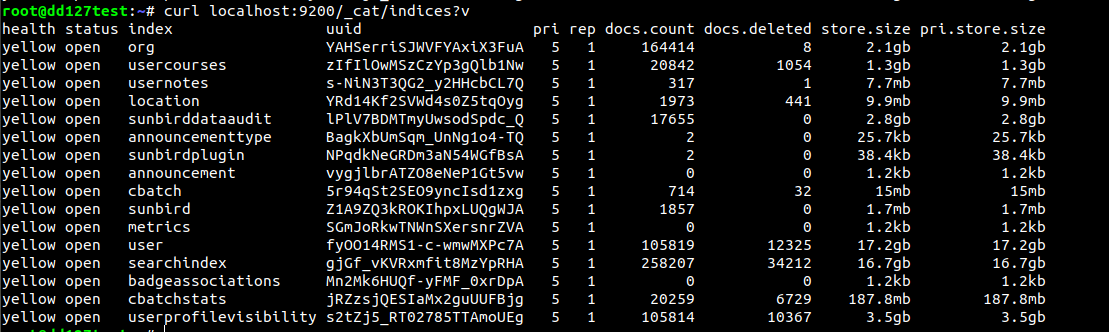 root@dd127test:~# curl localhost:9200/_cat/indices?v
health status index uuid pri rep docs.count docs.deleted store.size pri.store.size
yellow open org YAHSerriSJWVFYAxiX3FuA 5 1 164414 8 2.1gb 2.1gb
yellow open usercourses zIfIlOwMSzCzYp3gQlb1Nw 5 1 20842 1054 1.3gb 1.3gb
yellow open usernotes s-NiN3T3QG2_y2HHcbCL7Q 5 1 317 1 7.7mb 7.7mb
yellow open location YRd14Kf2SVWd4s0Z5tqOyg 5 1 1973 441 9.9mb 9.9mb
yellow open sunbirddataaudit lPlV7BDMTmyUwsodSpdc_Q 5 1 17655 0 2.8gb 2.8gb
yellow open announcementtype BagkXbUmSqm_UnNg1o4-TQ 5 1 2 0 25.7kb 25.7kb
yellow open sunbirdplugin NPqdkNeGRDm3aN54WGfBsA 5 1 2 0 38.4kb 38.4kb
yellow open announcement vygjlbrATZO8eNeP1Gt5vw 5 1 0 0 1.2kb 1.2kb
yellow open cbatch 5r94qSt2SEO9yncIsd1zxg 5 1 714 32 15mb 15mb
yellow open sunbird Z1A9ZQ3kROKIhpxLUQgWJA 5 1 1857 0 1.7mb 1.7mb
yellow open metrics SGmJoRkwTNWnSXersnrZVA 5 1 0 0 1.2kb 1.2kb
yellow open user fyOO14RMS1-c-wmwMXPc7A 5 1 105819 12325 17.2gb 17.2gb
yellow open searchindex gjGf_vKVRxmfit8MzYpRHA 5 1 258207 34212 16.7gb 16.7gb
yellow open badgeassociations Mn2Mk6HUQf-yFMF_0xrDpA 5 1 0 0 1.2kb 1.2kb
yellow open cbatchstats jRZzsjQESIaMx2guUUFBjg 5 1 20259 6729 187.8mb 187.8mb
yellow open userprofilevisibility s2tZj5_RT02785TTAmoUEg 5 1 105814 10367 3.5gb 3.5gb